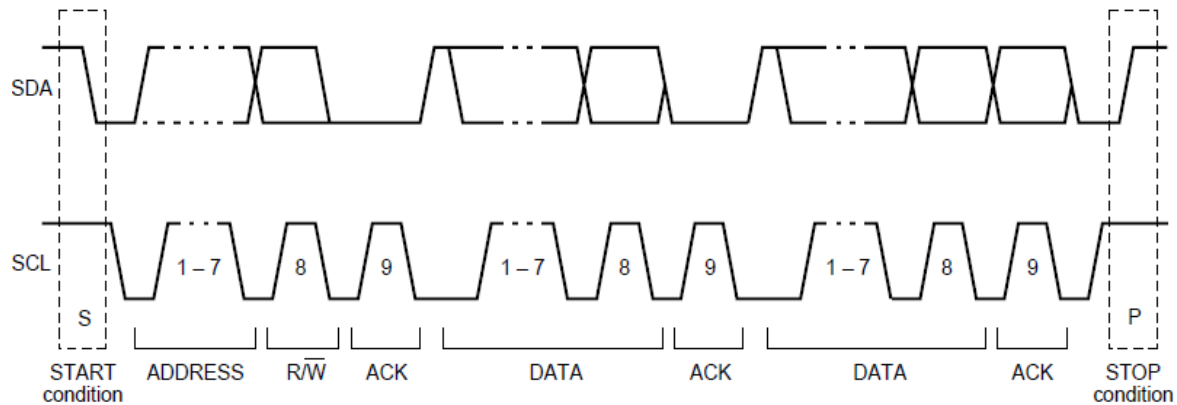 SDA
SCL
1 – 7
8
9
1 – 7
8
9
1 – 7
8
9
S
P
START
condition
ADDRESS
R/W̅
ACK
DATA
ACK
DATA
ACK
STOP
condition